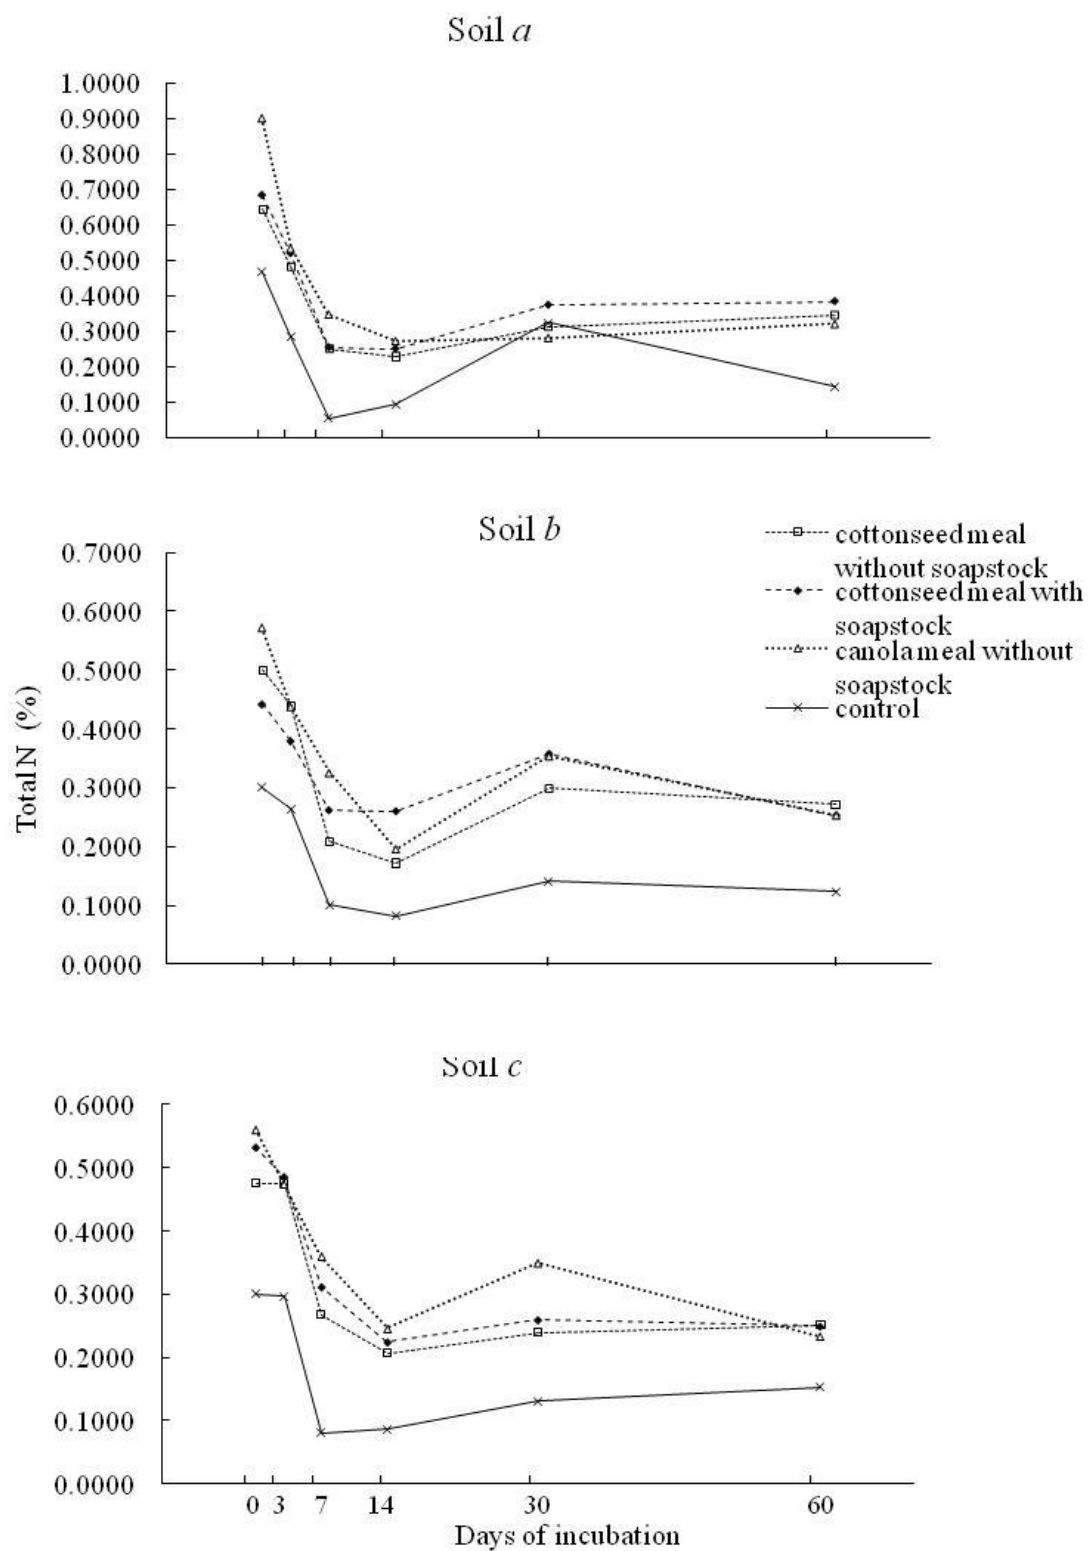 Soil a
1.0000
0.9000
0.8000
0.7000
0.6000
0.5000
0.4000
0.3000
0.2000
0.1000
0.0000
Soil b
0.7000
0.6000
0.5000
0.4000
0.3000
0.2000
0.1000
0.0000
cottonseed meal
without soapstock
cottonseed meal with
soapstock
canola meal without
soapstock
control
Total N (%)
Soil c
0.6000
0.5000
0.4000
0.3000
0.2000
0.1000
0.0000
0 3 7 14 30 60
Days of incubation